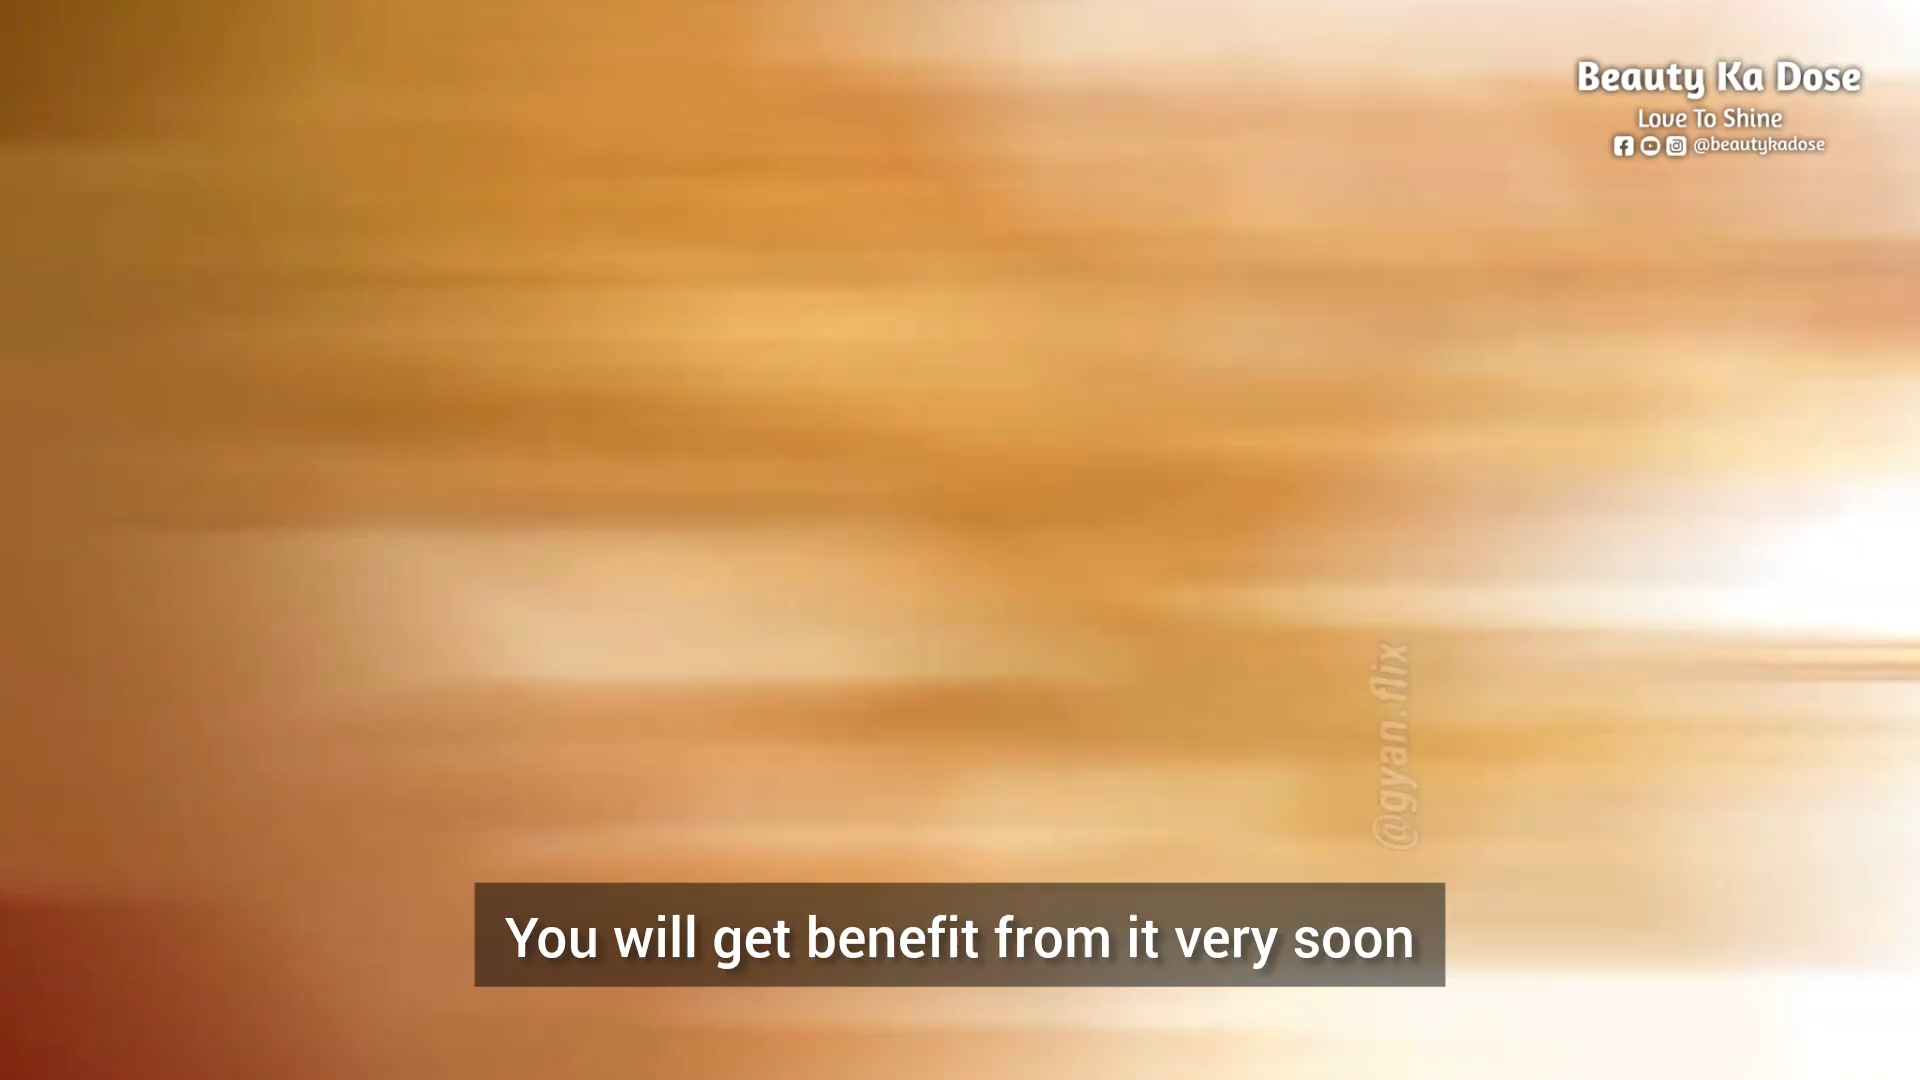 Beauty Ka Dose
Love To Shine
@beautykadose
@gyan.flix
You will get benefit from it very soon